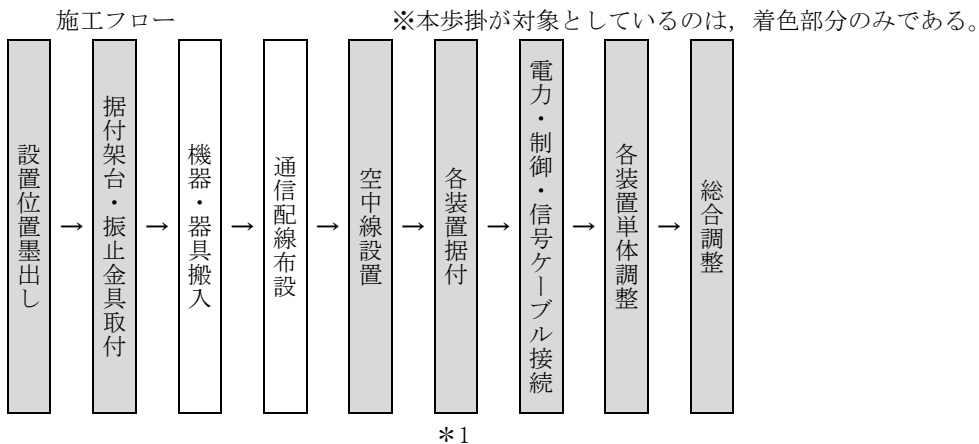 施工フロー
※本歩掛が対象としているのは，着色部分のみである。
設置位置墨出し
→
据付架台・振止金具取付
→
機器・器具搬入
→
通信配線布設
→
空中線設置
→
各装置据付
→
電力・制御・信号ケーブル接続
→
各装置単体調整
→
総合調整
＊1